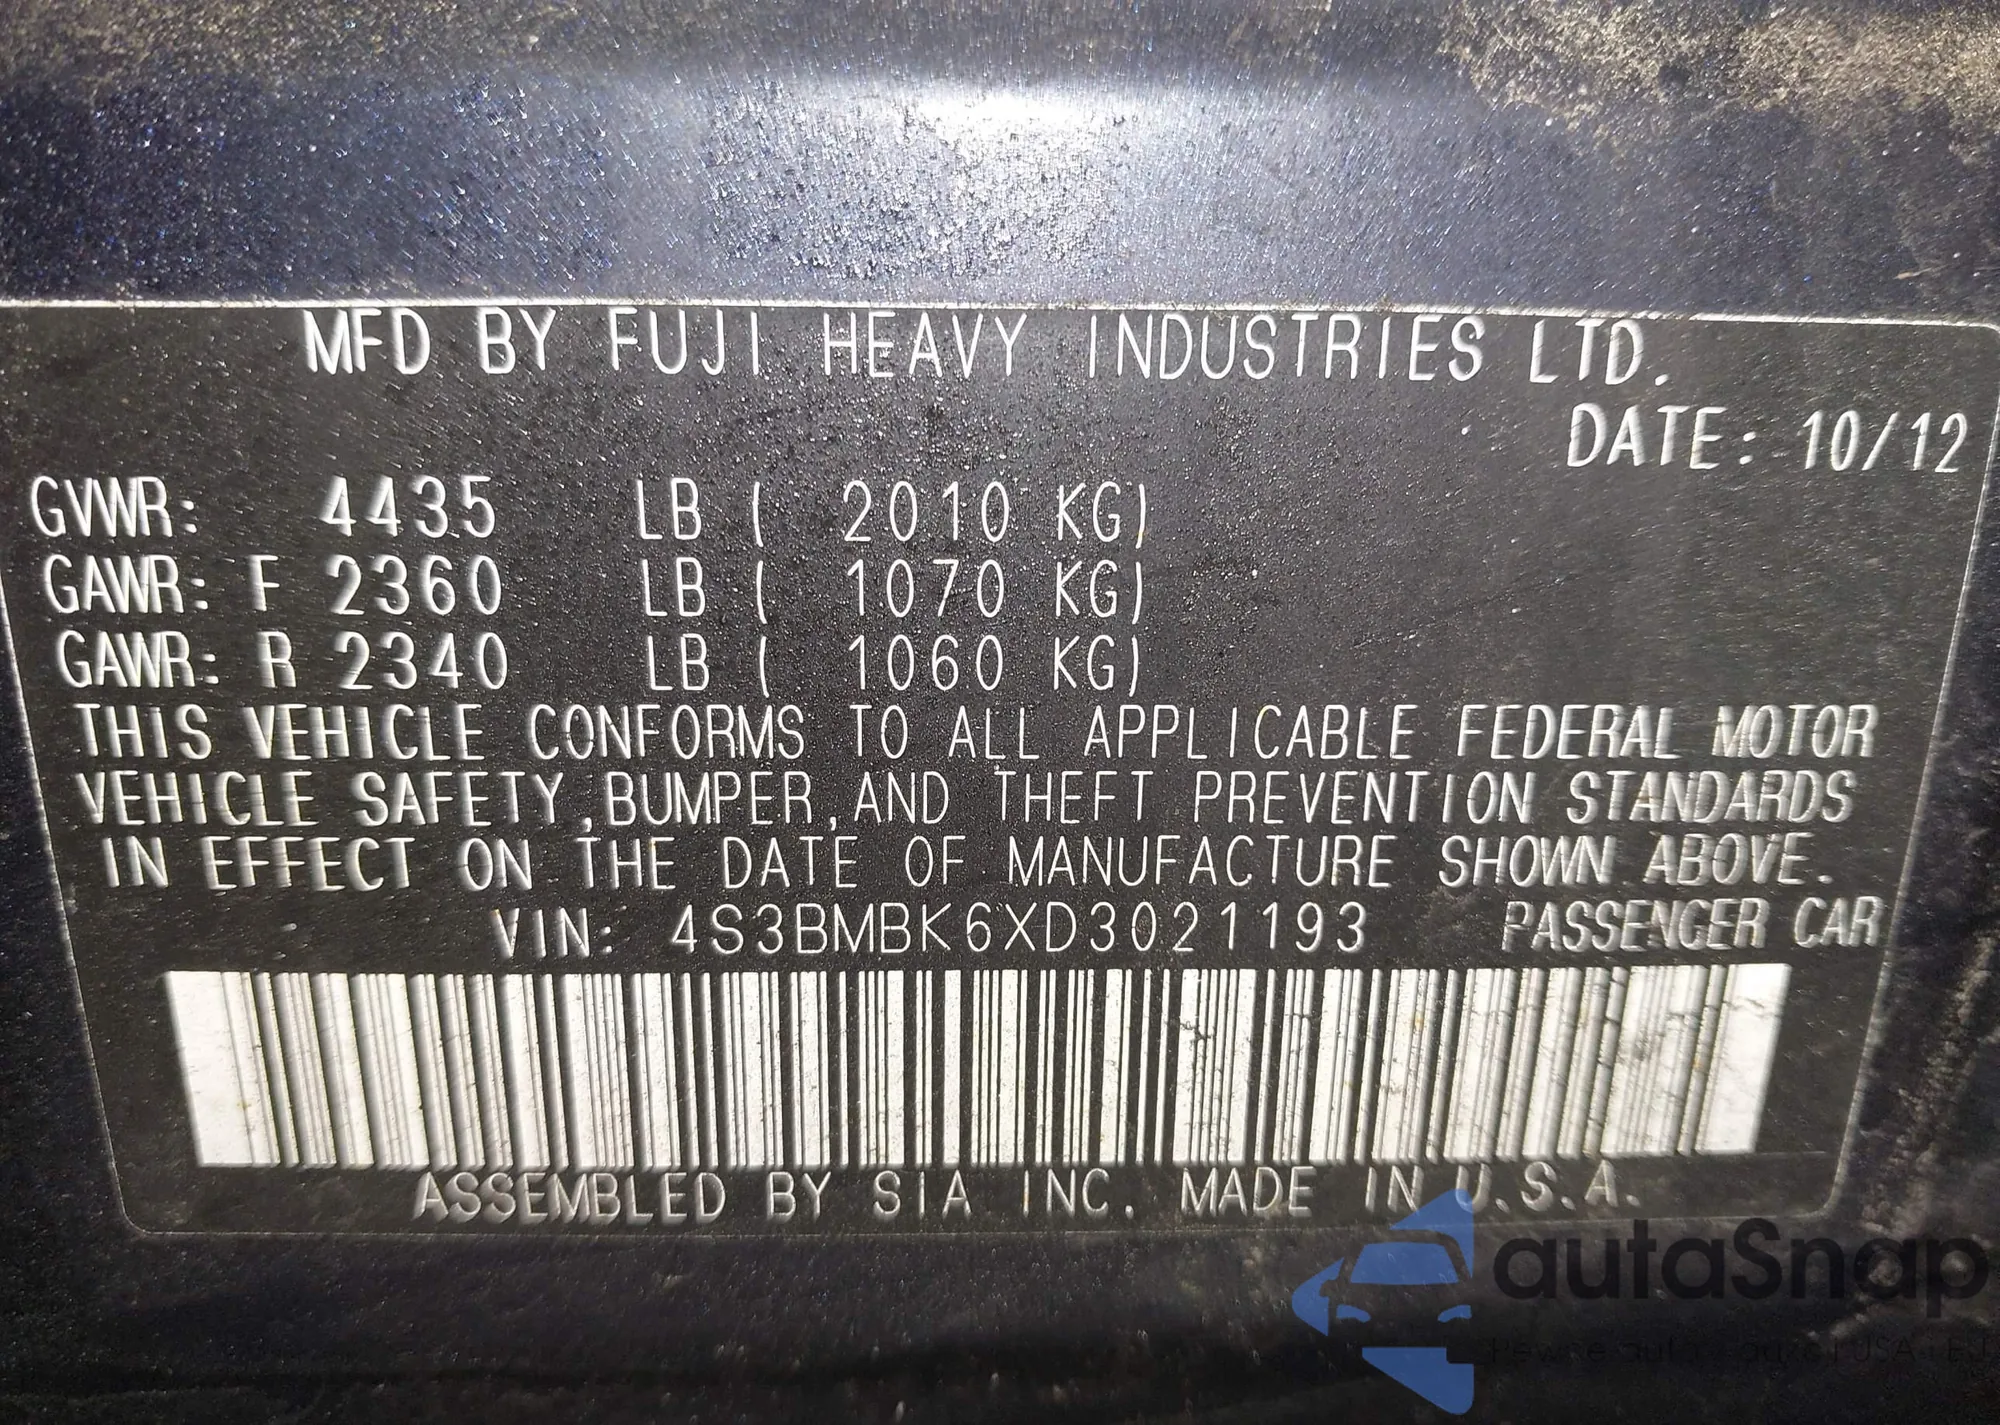 MFD BY FUJI HEAVY INDUSTRIES LTD.
DATE: 10/12
GVWR: 4435 LB ( 2010 KG)
GAWR: F 2360 LB ( 1070 KG)
GAWR: R 2340 LB ( 1060 KG)
THIS VEHICLE CONFORMS TO ALL APPLICABLE FEDERAL MOTOR
VEHICLE SAFETY,BUMPER,AND THEFT PREVENTION STANDARDS
IN EFFECT ON THE DATE OF MANUFACTURE SHOWN ABOVE.
VIN: 4S3BMBK6XD3021193 PASSENGER CAR
ASSEMBLED BY SIA INC. MADE IN U.S.A.
autoSnap
USA